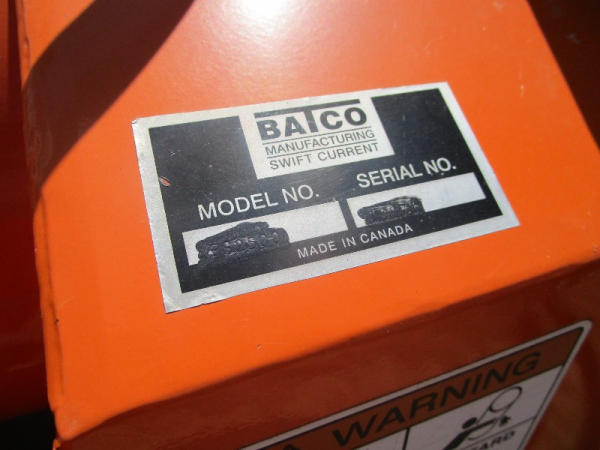 BATCO
MANUFACTURING
SWIFT CURRENT
MODEL NO. SERIAL NO.
MADE IN CANADA
WARNING